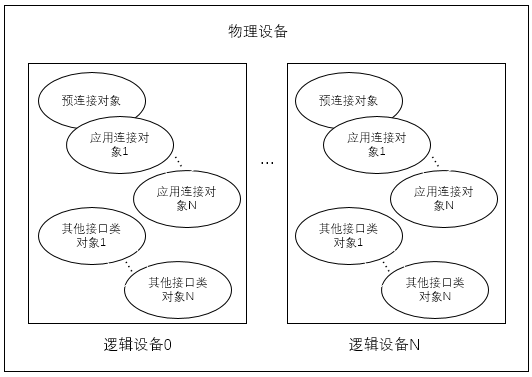 物理设备
预连接对象
应用连接对
象1
应用连接对
象N
其他接口类
对象1
其他接口类
对象N
逻辑设备0
...
预连接对象
应用连接对
象1
应用连接对
象N
其他接口类
对象1
其他接口类
对象N
逻辑设备N